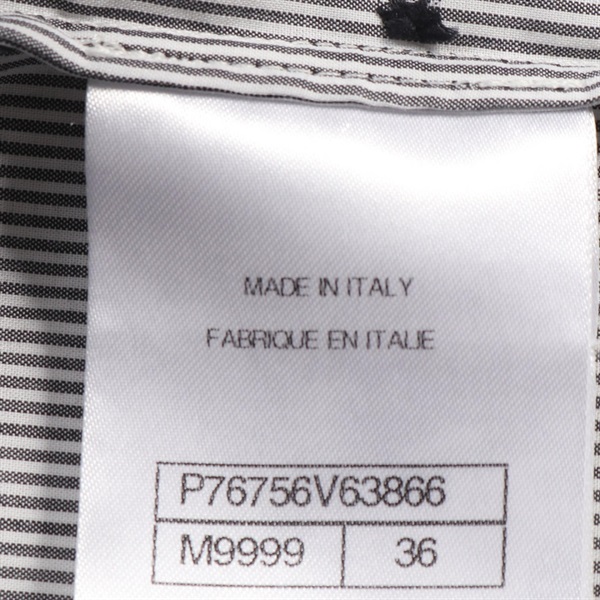 MADE IN ITALY
FABRIQUE EN ITALIE
P76756V63866
M9999 36